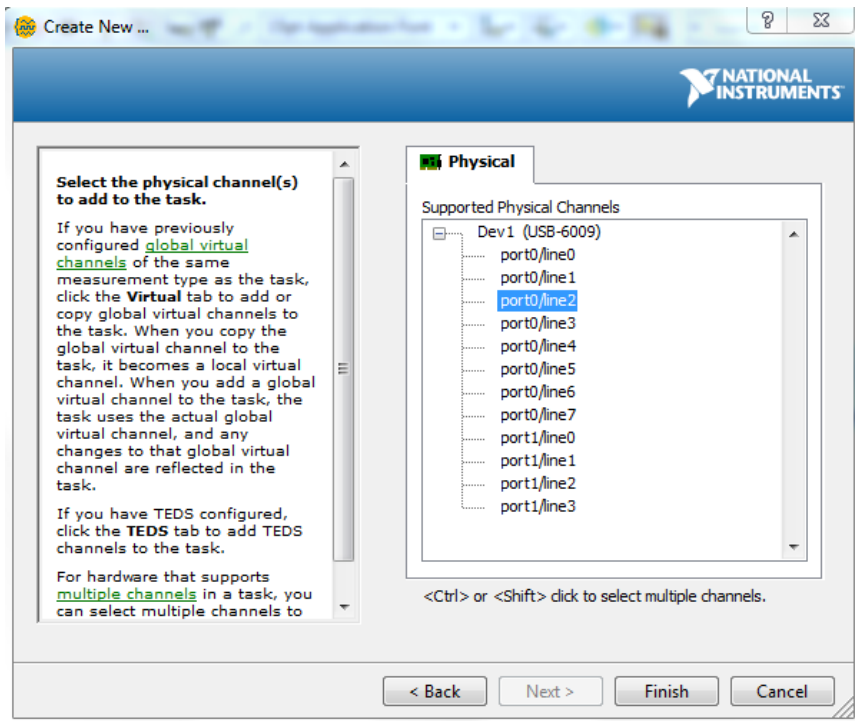 Create New ...
NATIONAL
INSTRUMENTS
Select the physical channel(s)
to add to the task.
If you have previously
configured global virtual
channels of the same
measurement type as the task,
click the Virtual tab to add or
copy global virtual channels to
the task. When you copy the
global virtual channel to the
task, it becomes a local virtual
channel. When you add a global
virtual channel to the task, the
task uses the actual global
virtual channel, and any
changes to that global virtual
channel are reflected in the
task.
If you have TEDS configured,
click the TEDS tab to add TEDS
channels to the task.
For hardware that supports
multiple channels in a task, you
can select multiple channels to
Physical
Supported Physical Channels
Dev1 (USB-6009)
port0/line0
port0/line1
port0/line2
port0/line3
port0/line4
port0/line5
port0/line6
port0/line7
port1/line0
port1/line1
port1/line2
port1/line3
<Ctrl> or <Shift> click to select multiple channels.
< Back Next > Finish Cancel